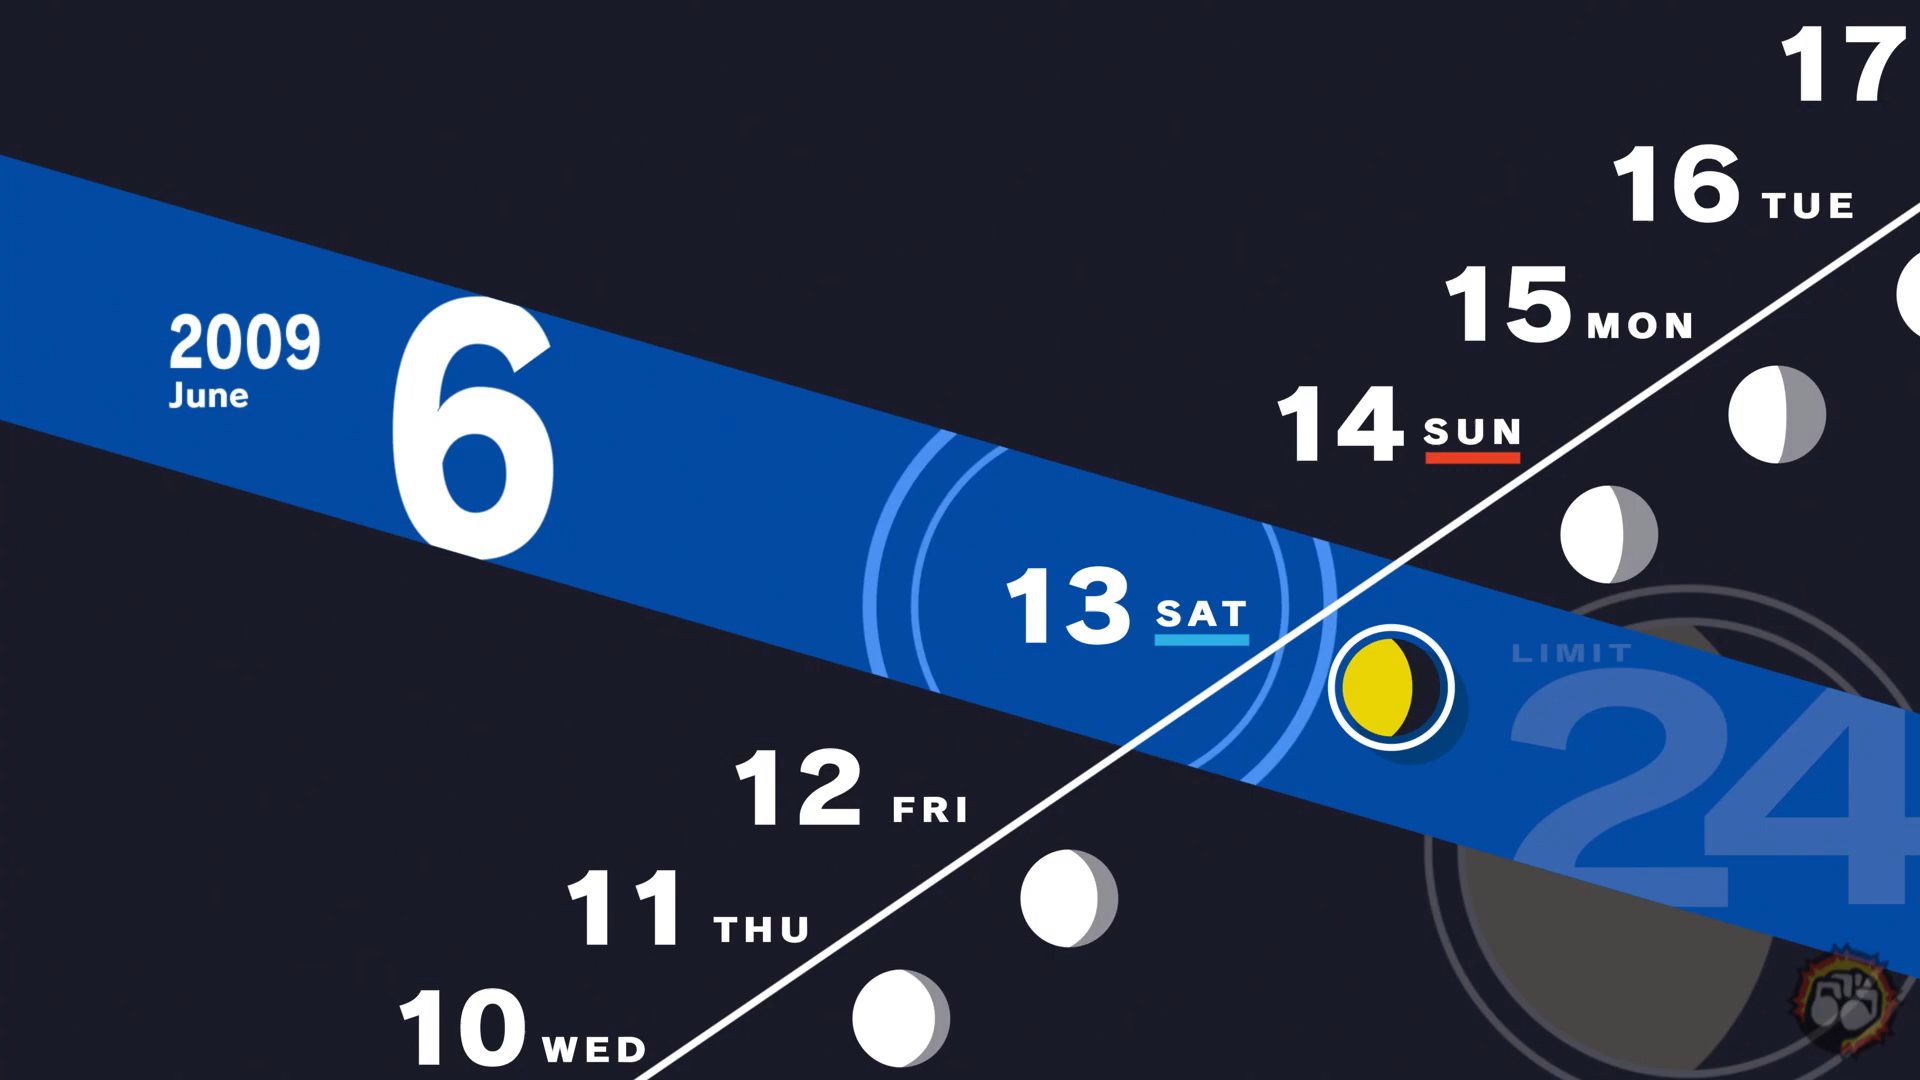 17
16 TUE
15 MON
14 SUN
2009
June
6
13 SAT
LIMIT
24
12 FRI
11 THU
10 WED